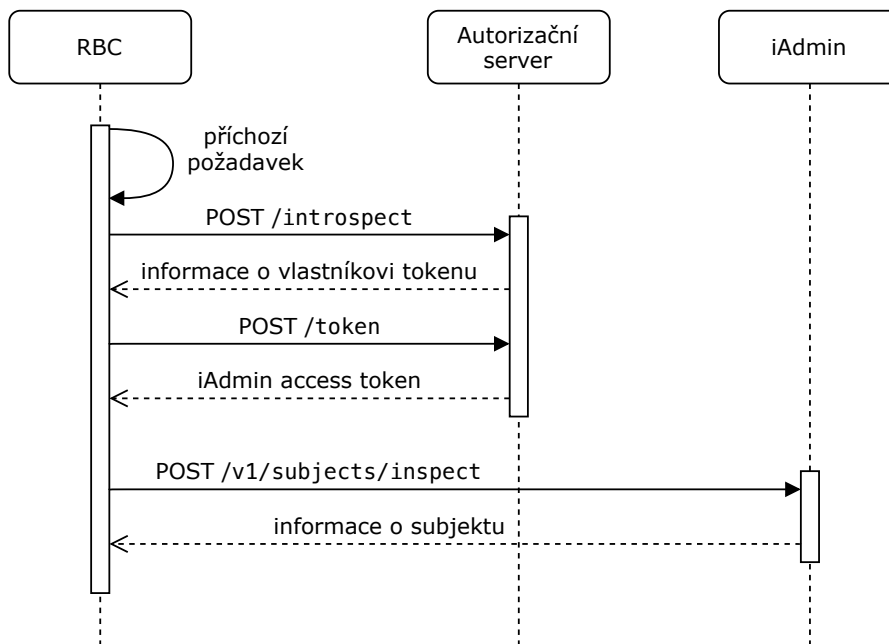 RBC
Autorizační
server
iAdmin
příchozí
požadavek
POST /introspect
informace o vlastníkovi tokenu
POST /token
iAdmin access token
POST /v1/subjects/inspect
informace o subjektu